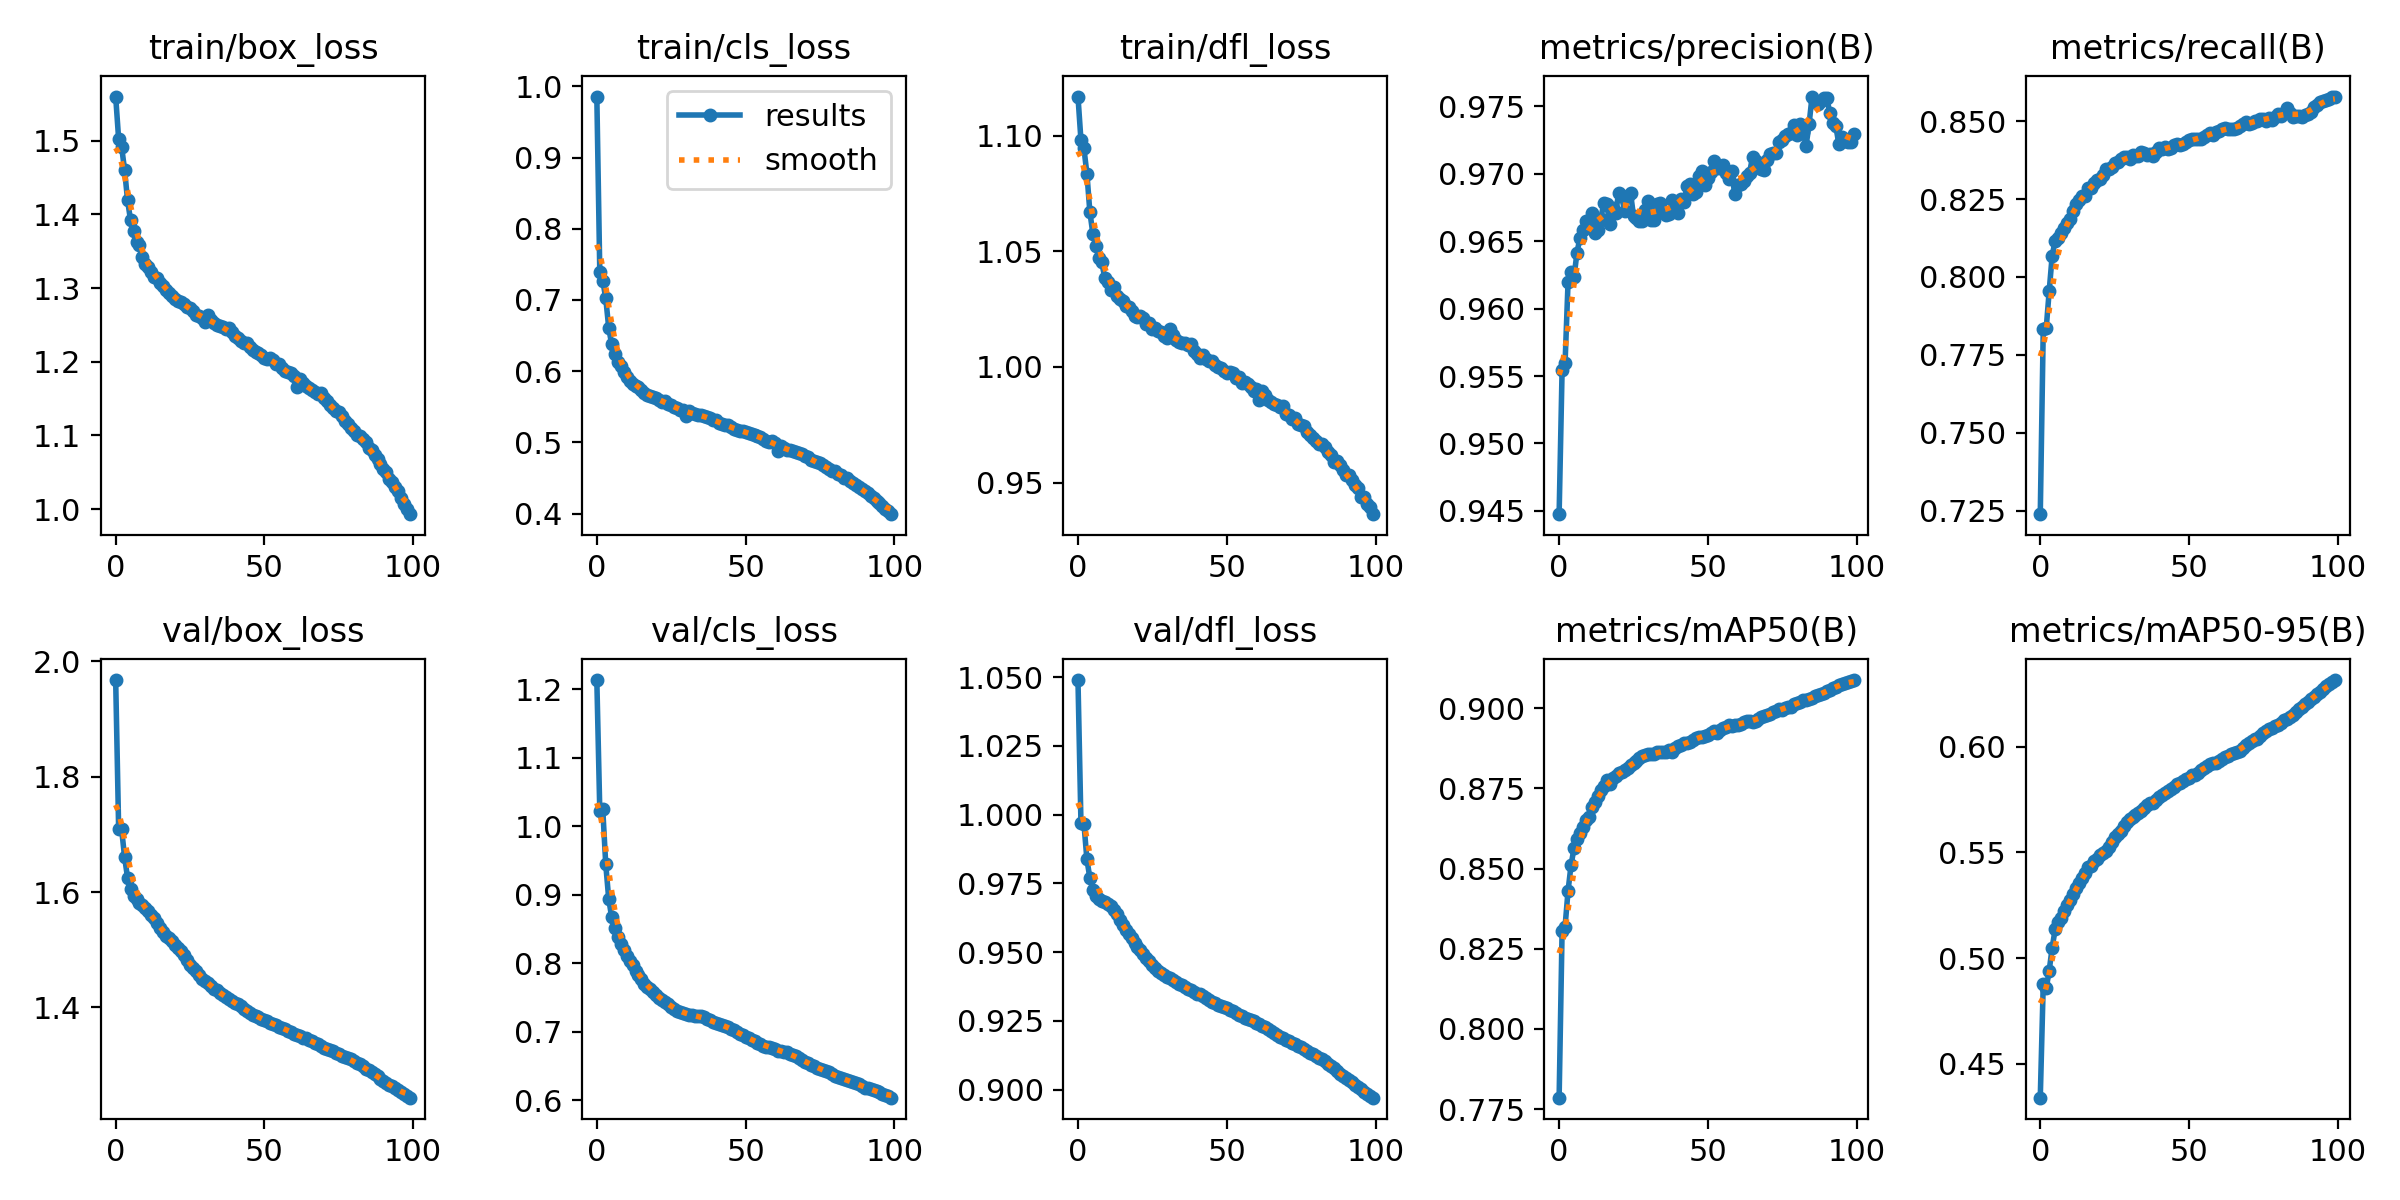 train/box_loss
1.5
1.4
1.3
1.2
1.1
1.0
0 50 100
train/cls_loss
results
smooth
1.0
0.9
0.8
0.7
0.6
0.5
0.4
0 50 100
train/dfl_loss
1.10
1.05
1.00
0.95
0 50 100
metrics/precision(B)
0.975
0.970
0.965
0.960
0.955
0.950
0.945
0 50 100
metrics/recall(B)
0.850
0.825
0.800
0.775
0.750
0.725
0 50 100
val/box_loss
2.0
1.8
1.6
1.4
0 50 100
val/cls_loss
1.2
1.1
1.0
0.9
0.8
0.7
0.6
0 50 100
val/dfl_loss
1.050
1.025
1.000
0.975
0.950
0.925
0.900
0 50 100
metrics/mAP50(B)
0.900
0.875
0.850
0.825
0.800
0.775
0 50 100
metrics/mAP50-95(B)
0.60
0.55
0.50
0.45
0 50 100